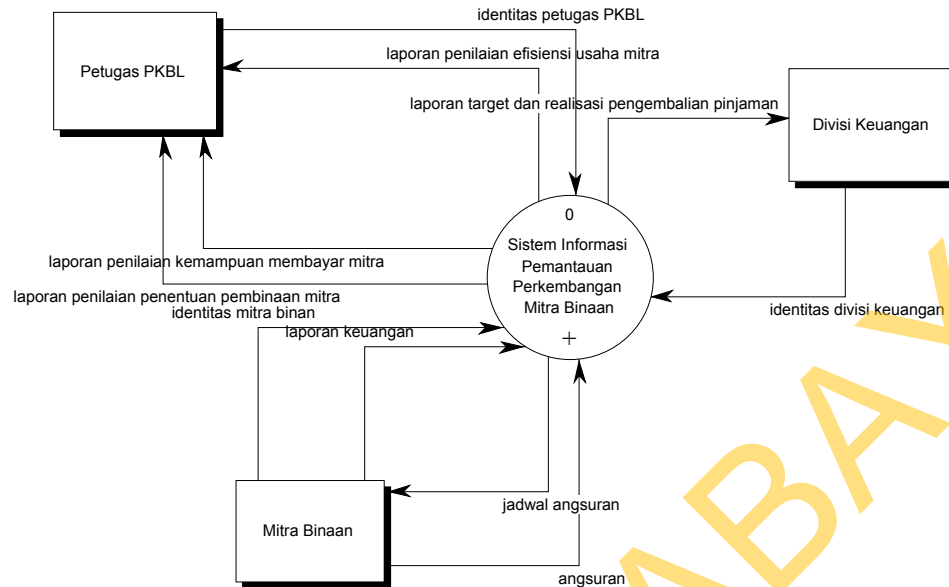 identitas petugas PKBL
laporan penilaian efisiensi usaha mitra
Petugas PKBL
laporan target dan realisasi pengembalian pinjaman
Divisi Keuangan
0
Sistem Informasi
Pemantauan
Perkembangan
Mitra Binaan
+
laporan penilaian kemampuan membayar mitra
laporan penilaian penentuan pembinaan mitra
identitas mitra binan
identitas divisi keuangan
laporan keuangan
jadwal angsuran
Mitra Binaan
angsuran
ABAY